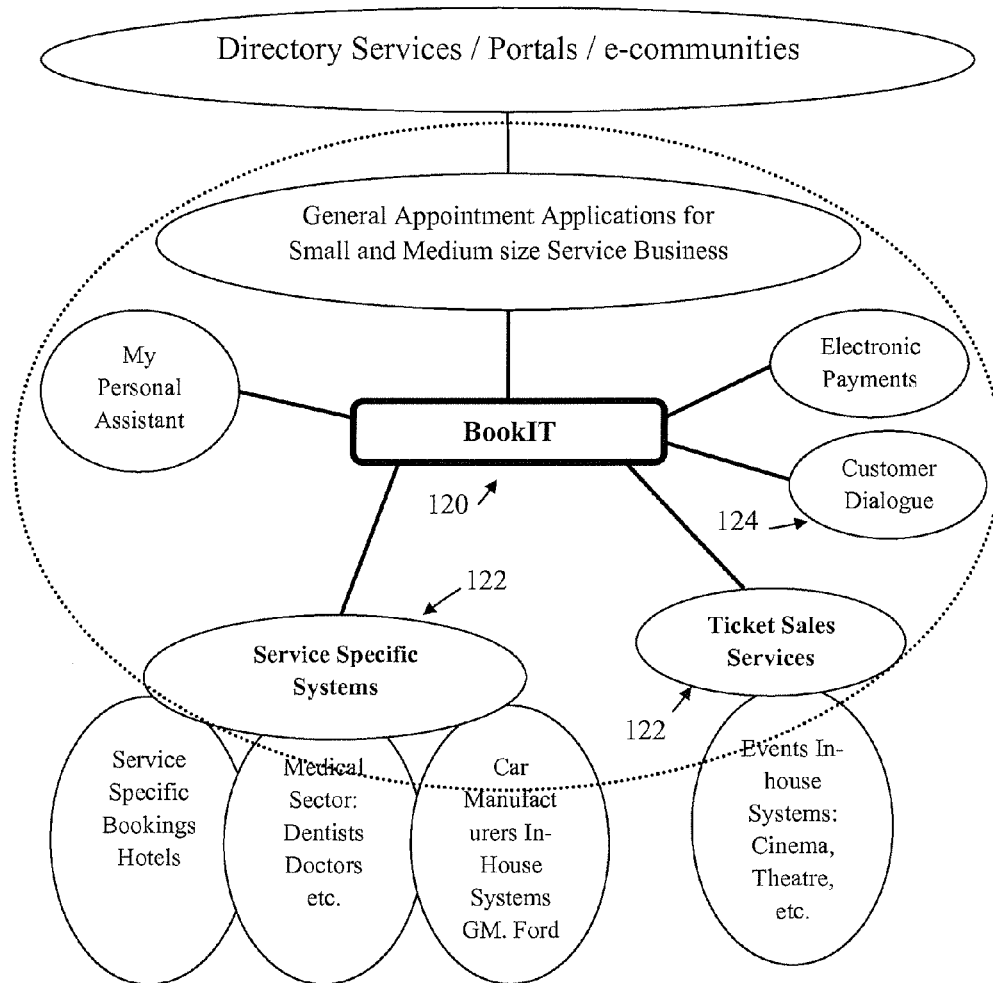 Directory Services / Portals / e-communities
General Appointment Applications for
Small and Medium size Service Business
My
Personal
Assistant
Electronic
Payments
BookIT
Customer
Dialogue
120
124
122
Service Specific
Systems
Ticket Sales
Services
122
Service
Specific
Bookings
Hotels
Medical
Sector:
Dentists
Doctors
etc.
Car
Manufact
urers In-
House
Systems
GM. Ford
Events In-
house
Systems:
Cinema,
Theatre,
etc.